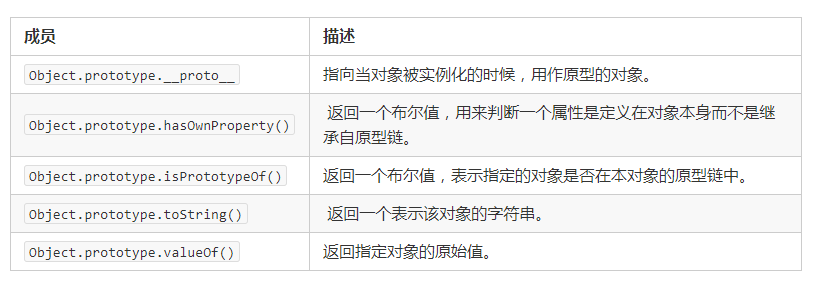 成员 描述
Object.prototype.__proto__ 指向当对象被实例化的时候，用作原型的对象。
Object.prototype.hasOwnProperty() 返回一个布尔值，用来判断一个属性是定义在对象本身而不是继
承自原型链。
Object.prototype.isPrototypeOf() 返回一个布尔值，表示指定的对象是否在本对象的原型链中。
Object.prototype.toString() 返回一个表示该对象的字符串。
Object.prototype.valueOf() 返回指定对象的原始值。